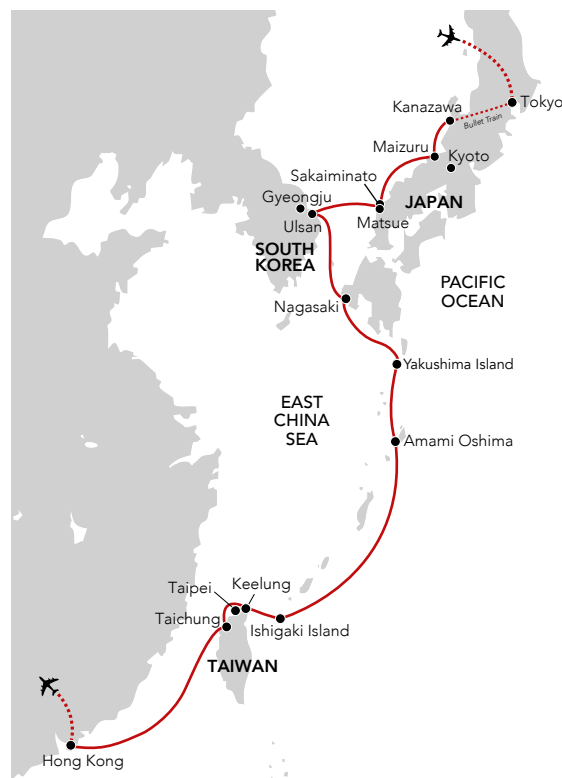 Kanazawa
Tokyo
Bullet Train
Maizuru
Kyoto
Sakaiminato
Gyeongju
JAPAN
Ulsan
Matsue
SOUTH
KOREA
PACIFIC
OCEAN
Nagasaki
Yakushima Island
EAST
CHINA
SEA
Amami Oshima
Taipei
Keelung
Taichung
Ishigaki Island
TAIWAN
Hong Kong